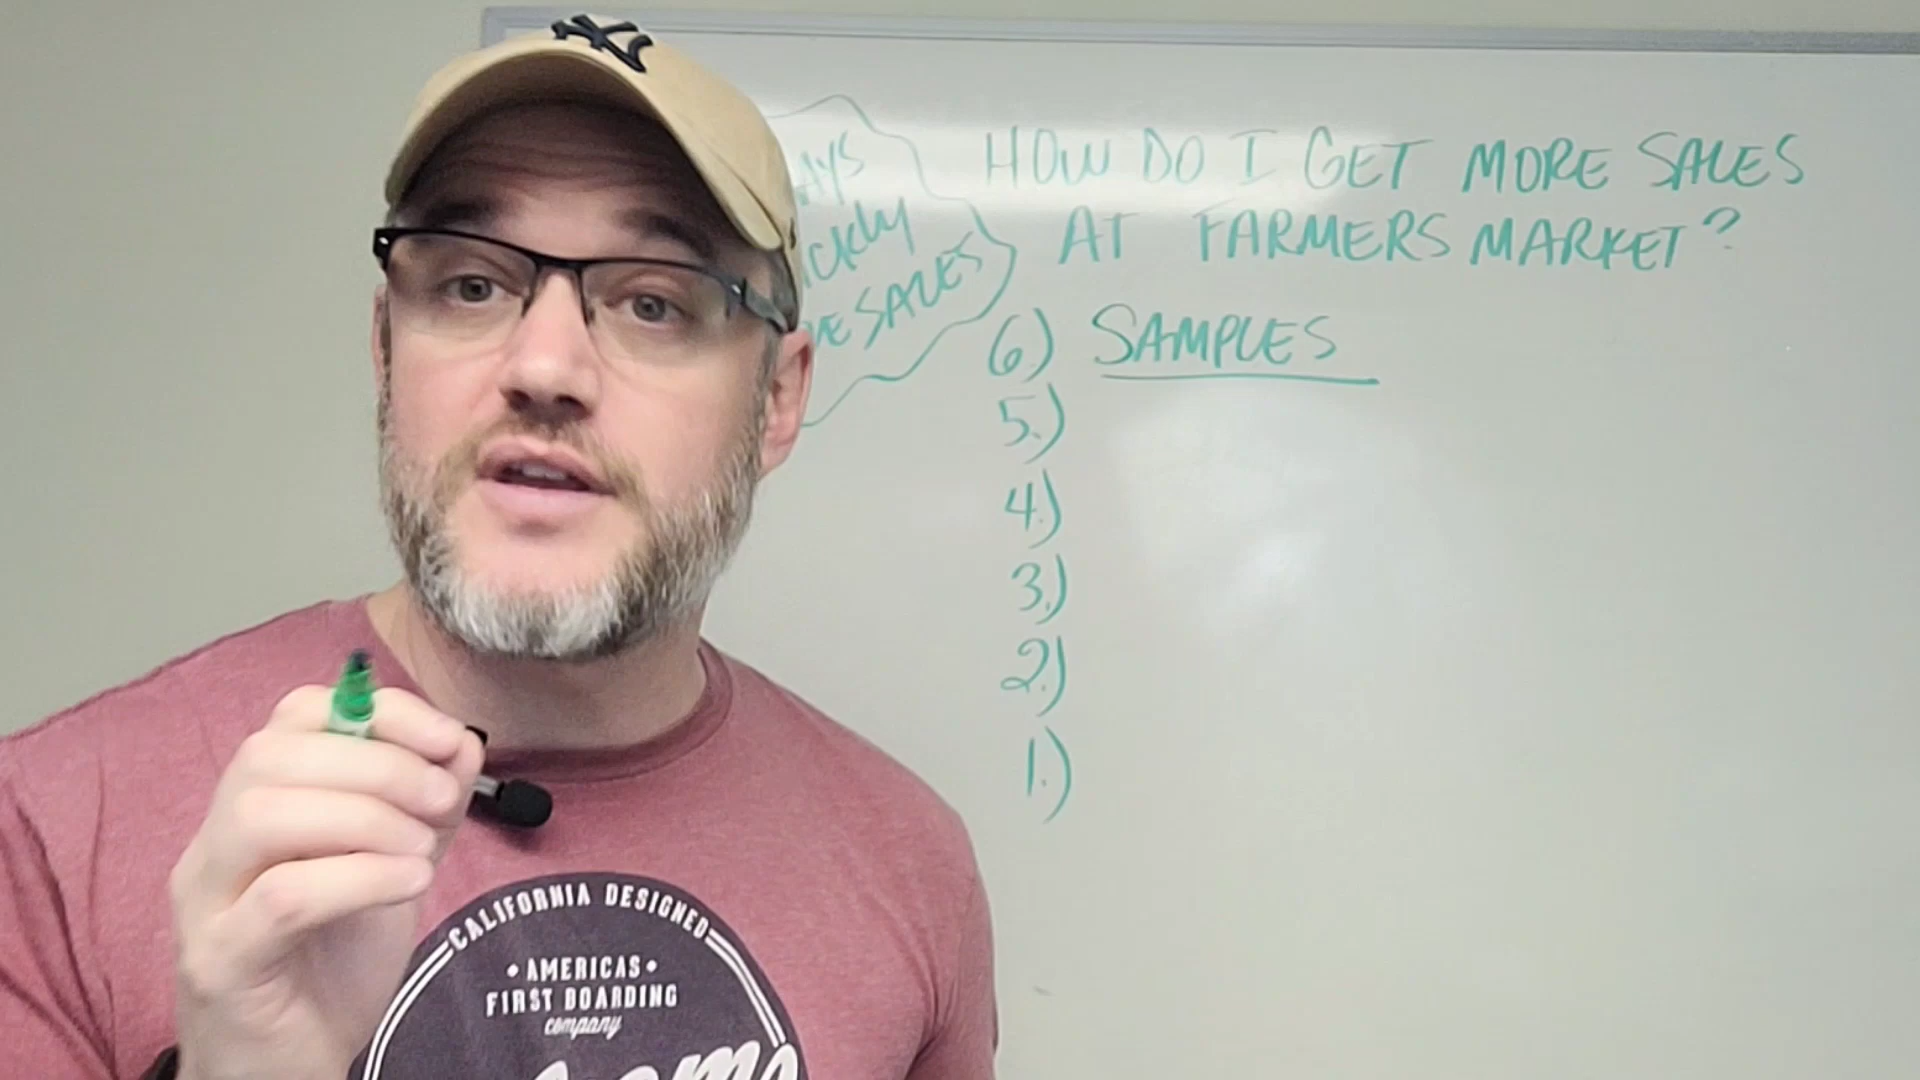 HOW DO I GET MORE SALES
AT FARMERS MARKET?
SALES
6) SAMPLES
5.)
4.)
3.)
2.)
1.)
CALIFORNIA DESIGNED
• AMERICAS •
FIRST BOARDING
company